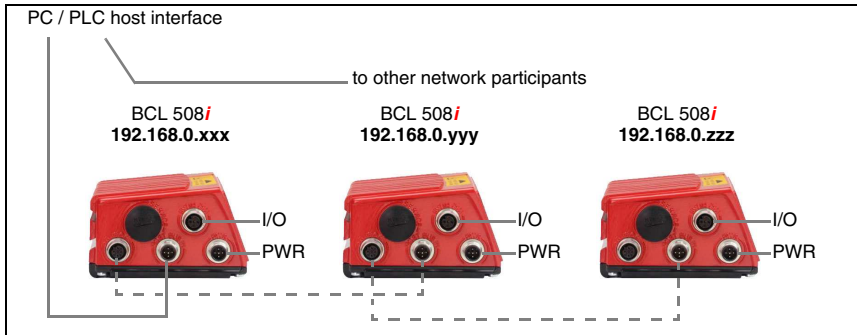 PC / PLC host interface
to other network participants
BCL 508i
192.168.0.xxx
BCL 508i
192.168.0.yyy
BCL 508i
192.168.0.zzz
I/O
PWR
I/O
PWR
I/O
PWR